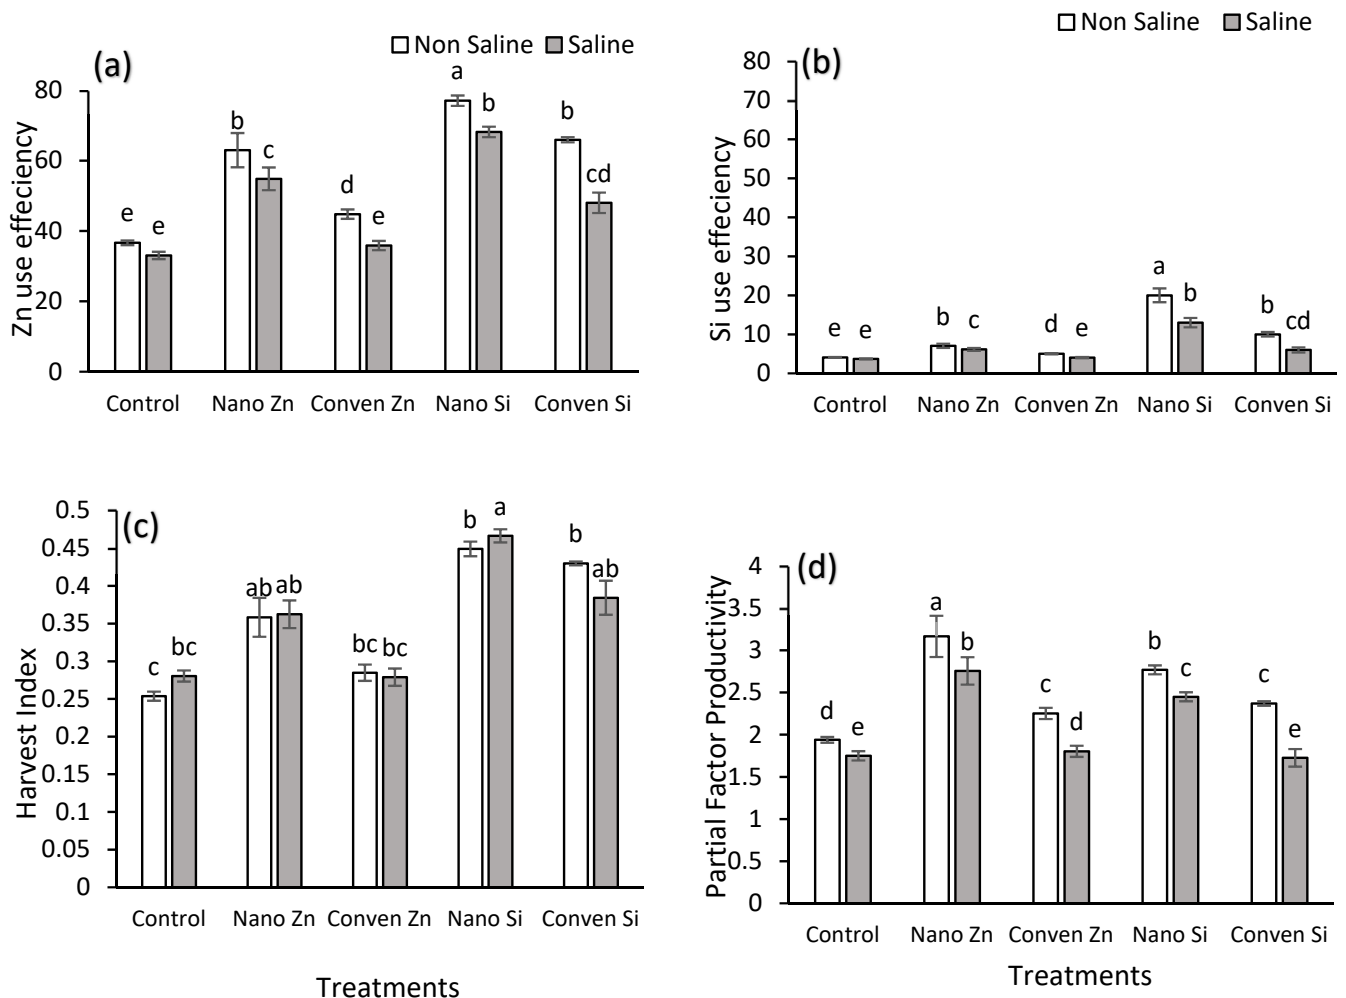 (a)
Non Saline Saline
Zn use effeciency
80
60
40
20
0
e e b c d e a b b cd
Control Nano Zn Conven Zn Nano Si Conven Si
(b)
Non Saline Saline
Si use effeciency
80
70
60
50
40
30
20
10
0
e e b c d e a b b cd
Control Nano Zn Conven Zn Nano Si Conven Si
(c)
Harvest Index
0.5
0.45
0.4
0.35
0.3
0.25
0.2
0.15
0.1
0.05
0
c bc ab ab bc bc b a b ab
Control Nano Zn Conven Zn Nano Si Conven Si
Treatments
(d)
Partial Factor Productivity
4
3.5
3
2.5
2
1.5
1
0.5
0
d e a b c d b c c e
Control Nano Zn Conven Zn Nano Si Conven Si
Treatments